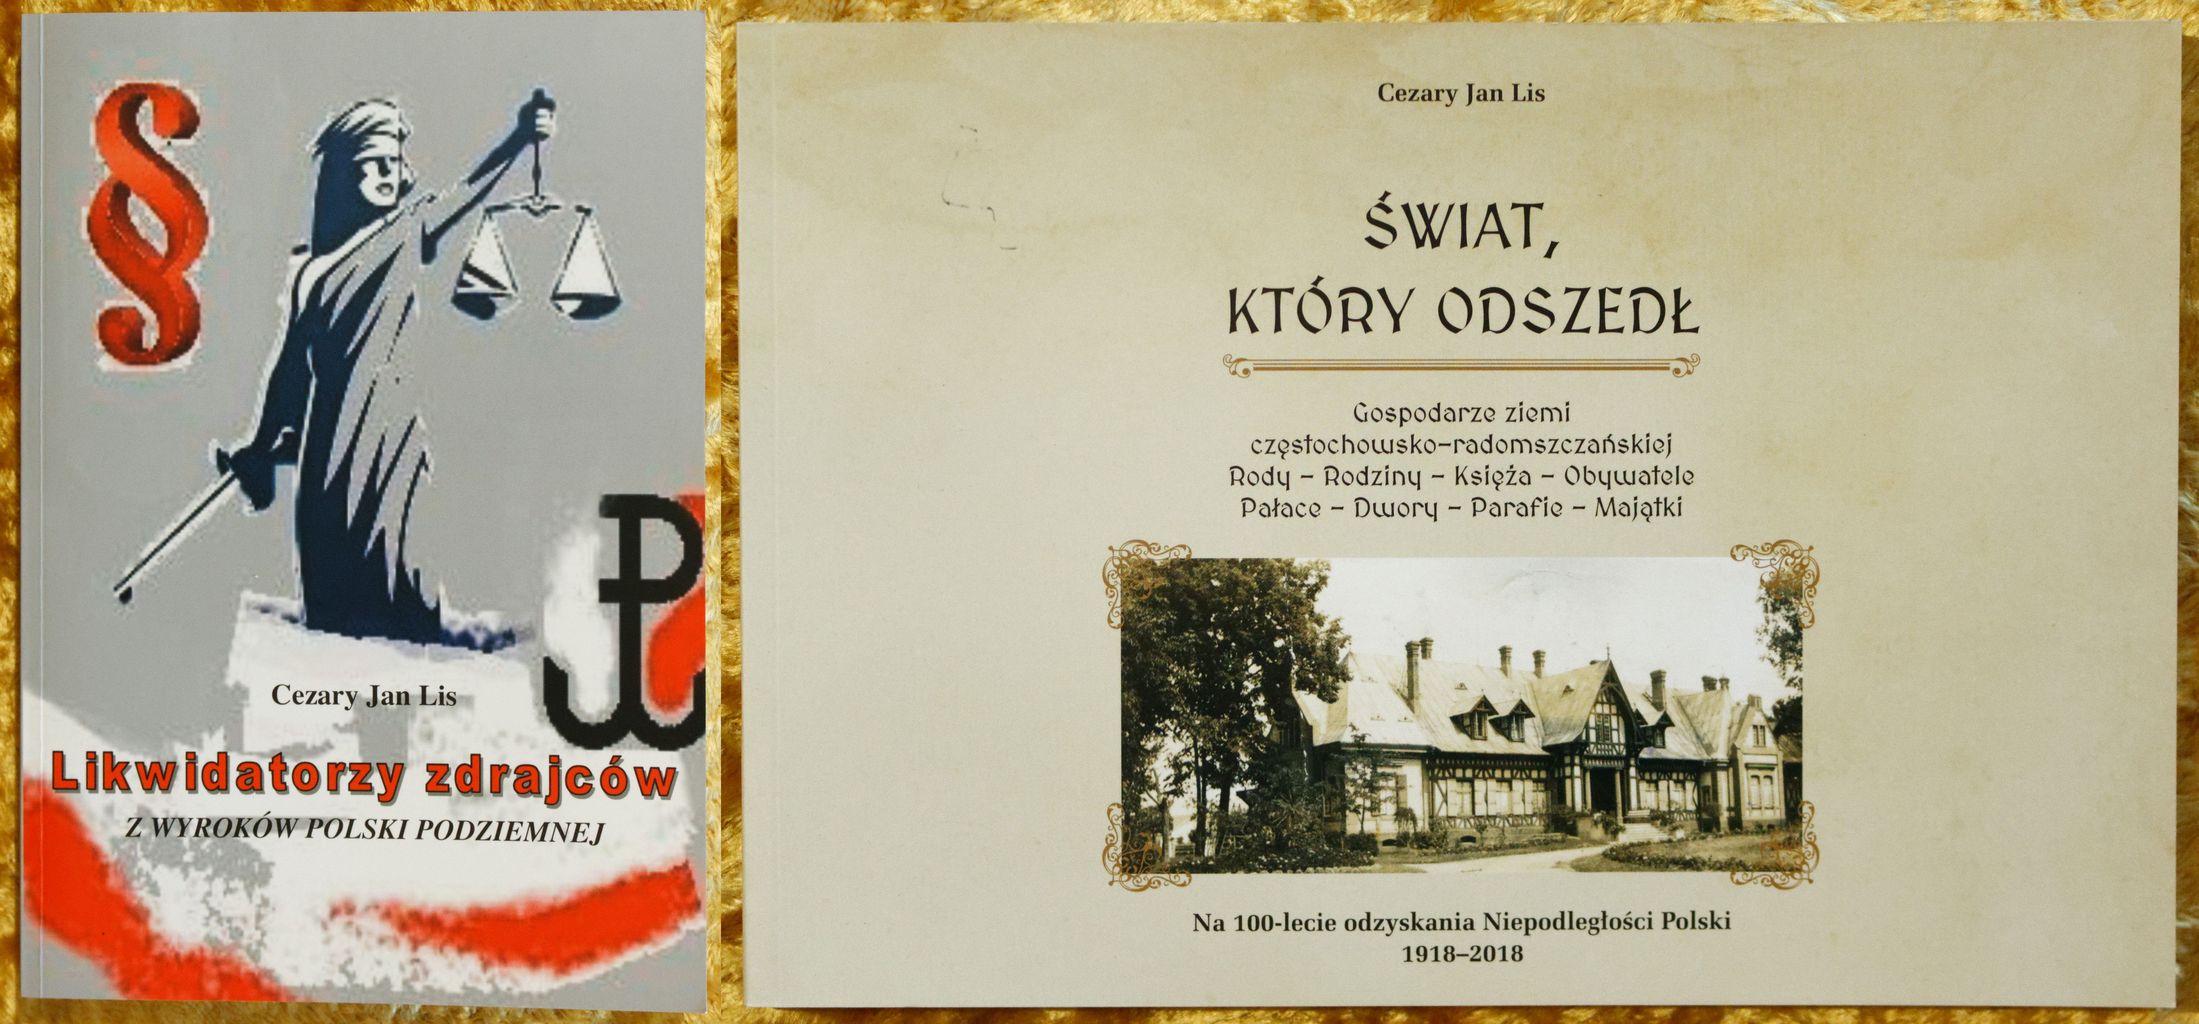 §
Cezary Jan Lis
Likwidatorzy zdrajców
Z WYROKÓW POLSKI PODZIEMNEJ
Cezary Jan Lis
ŚWIAT,
KTÓRY ODSZEDŁ
Gospodarze ziemi
częstochowsko-radomszczańskiej
Rody – Rodziny – Księża – Obywatele
Pałace – Dwory – Parafie – Majątki
Na 100-lecie odzyskania Niepodległości Polski
1918–2018